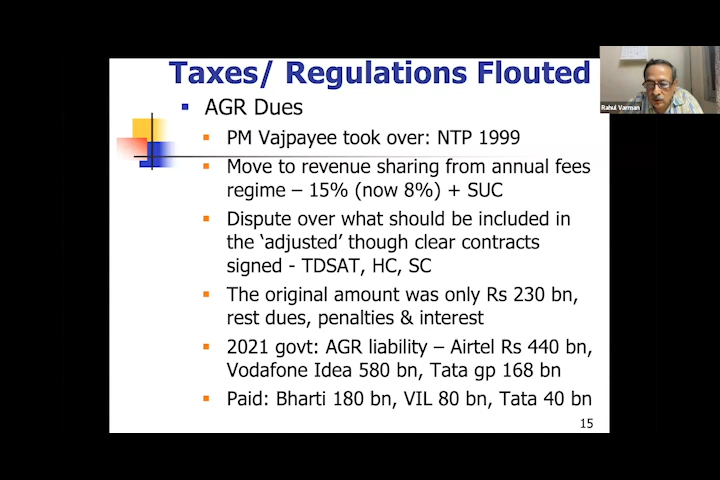 Taxes/ Regulations Flouted
AGR Dues
PM Vajpayee took over: NTP 1999
Move to revenue sharing from annual fees
regime – 15% (now 8%) + SUC
Dispute over what should be included in
the ‘adjusted’ though clear contracts
signed - TDSAT, HC, SC
The original amount was only Rs 230 bn,
rest dues, penalties & interest
2021 govt: AGR liability – Airtel Rs 440 bn,
Vodafone Idea 580 bn, Tata gp 168 bn
Paid: Bharti 180 bn, VIL 80 bn, Tata 40 bn
15
Rahul Varman